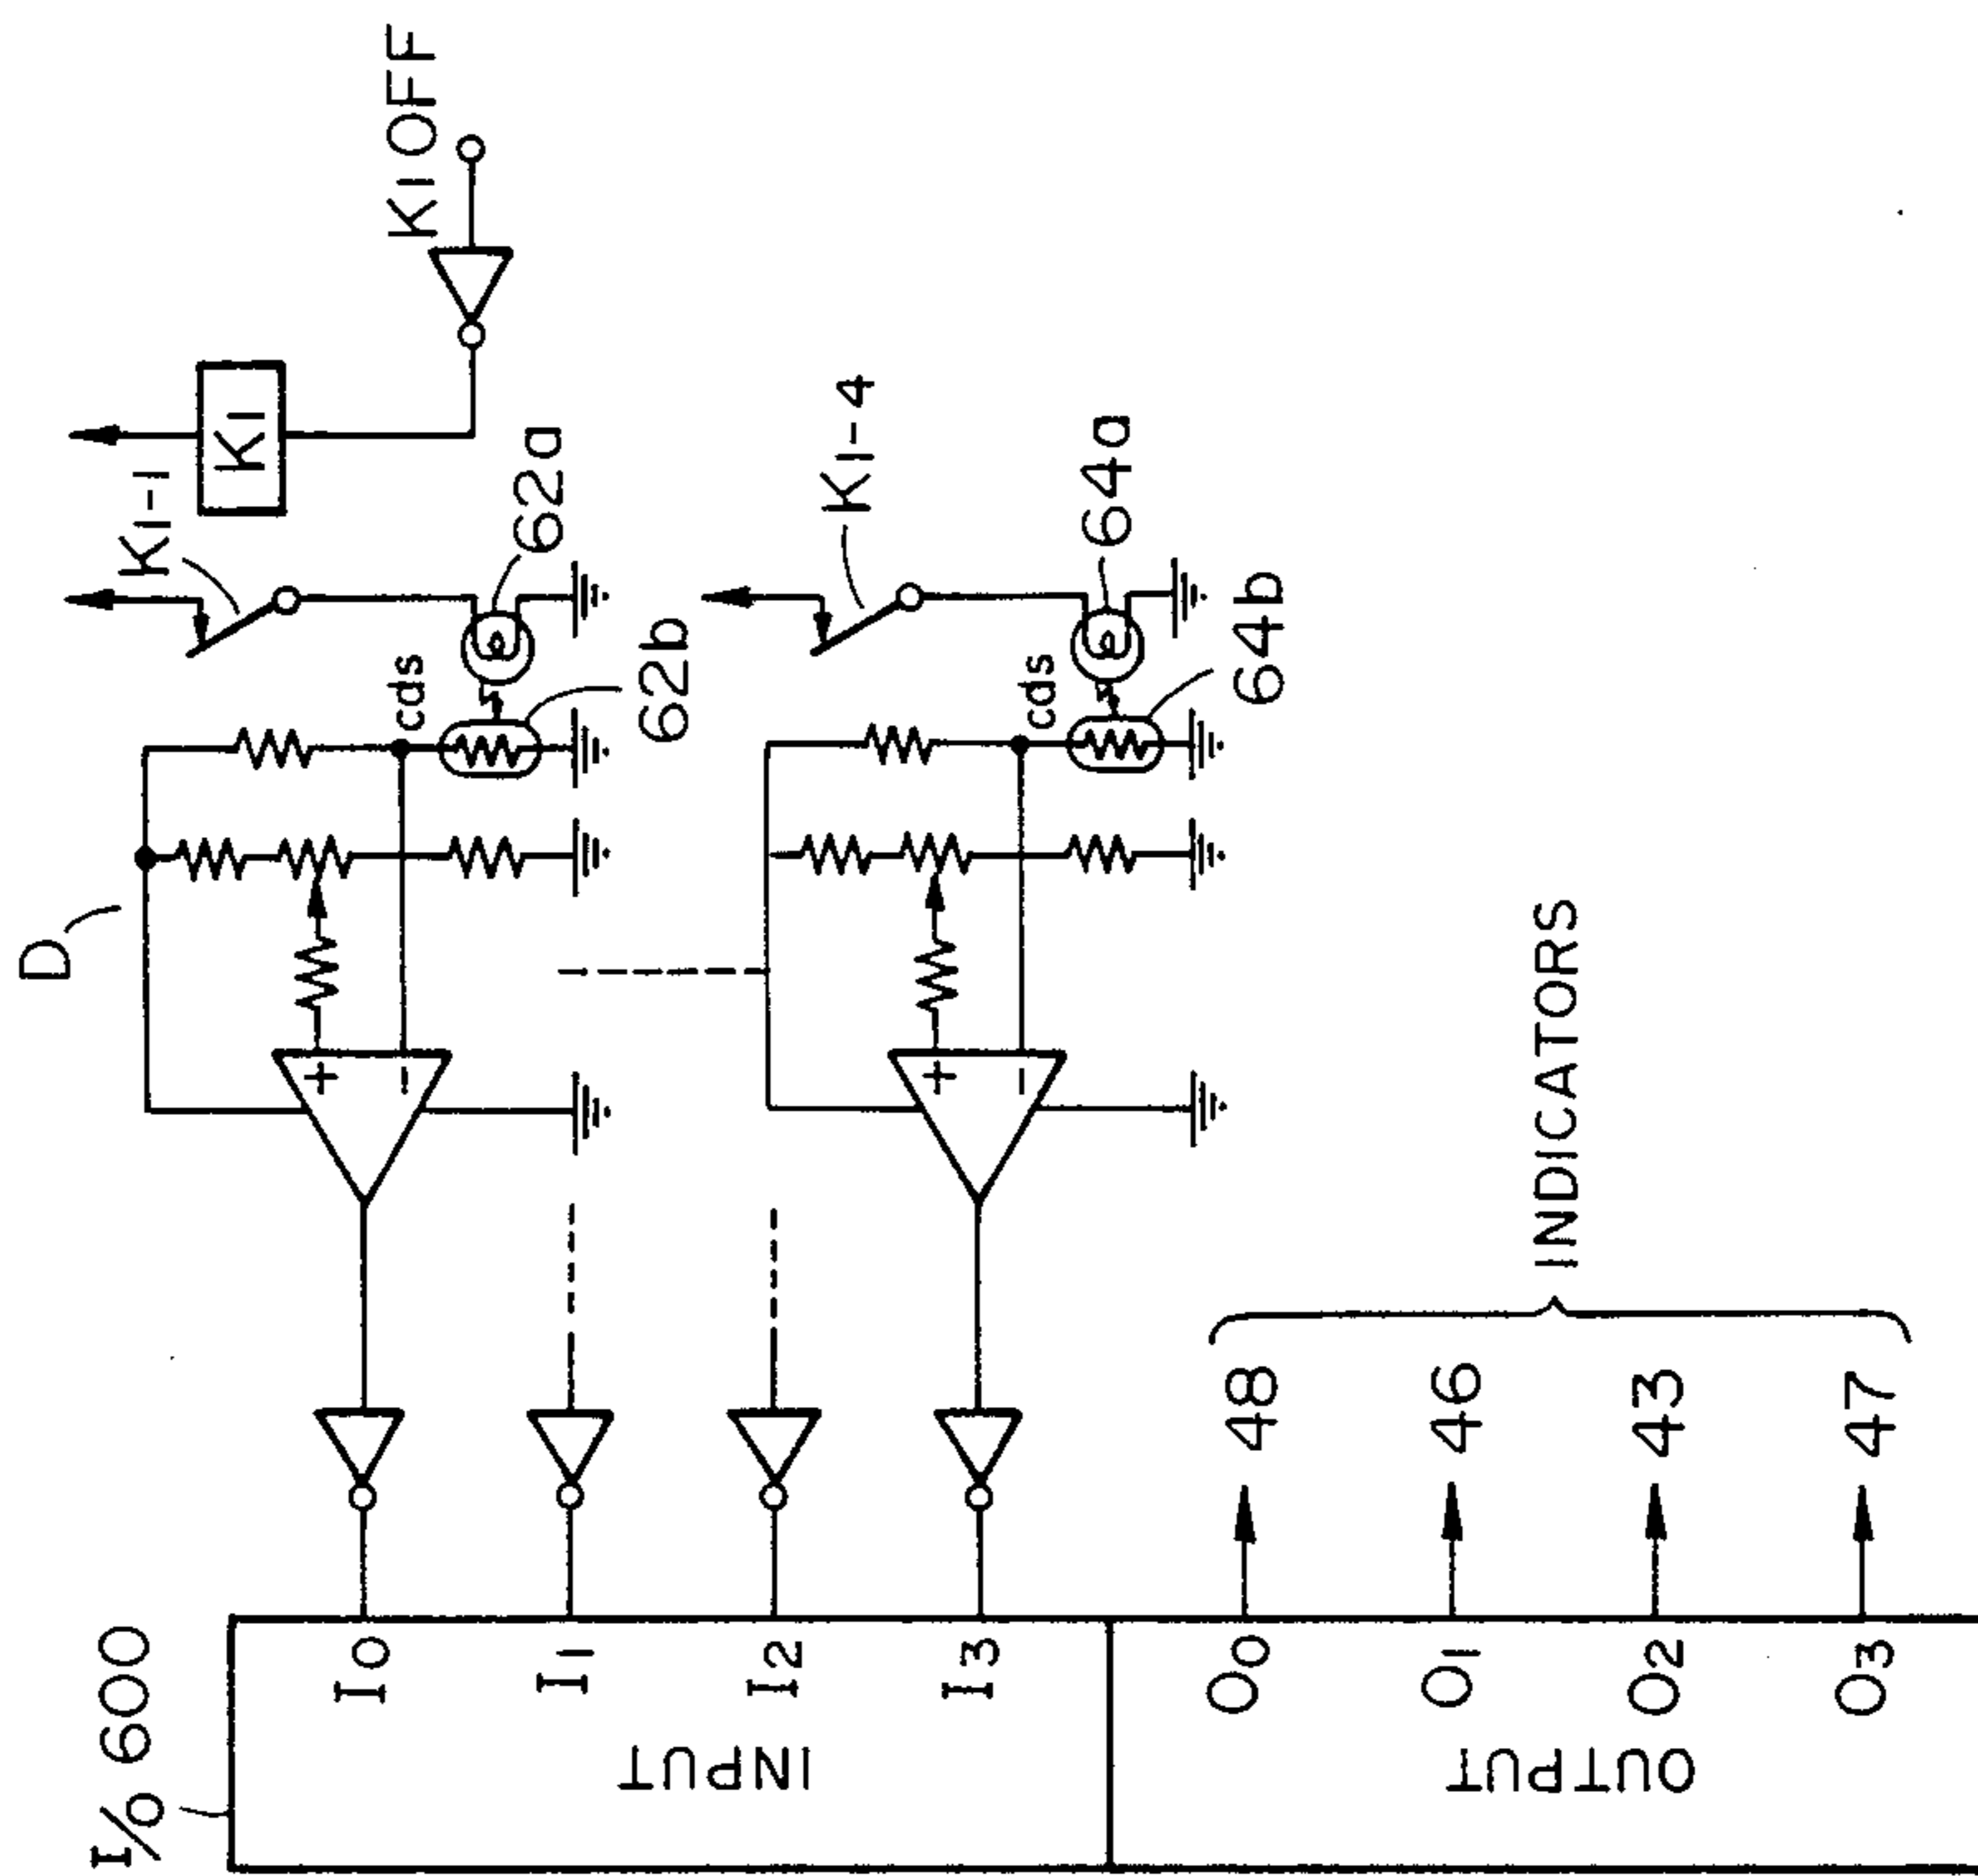 I/O 600
INPUT
I0
I1
I2
I3
OUTPUT
O0
O1
O2
O3
48
46
43
47
INDICATORS
D
+
-
cds
62b
62a
K1-1
K1
K1 OFF
+
-
cds
64b
64a
K1-4